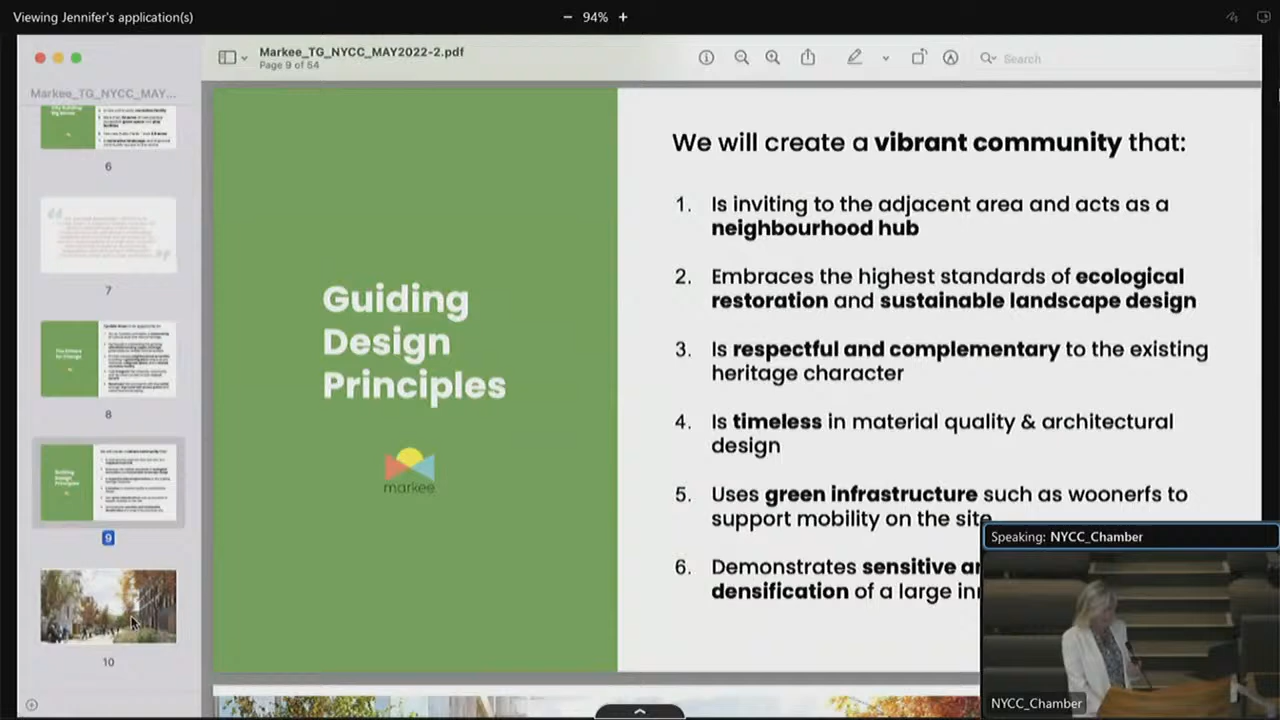 Viewing Jennifer's application(s)
94%
Markee_TG_NYCC_MAY2022-2.pdf
Page 9 of 54
Search
Markee_TG_NYCC_MAY...
6
7
8
9
10
Guiding
Design
Principles
markee
We will create a vibrant community that:
1. Is inviting to the adjacent area and acts as a
neighbourhood hub
2. Embraces the highest standards of ecological
restoration and sustainable landscape design
3. Is respectful and complementary to the existing
heritage character
4. Is timeless in material quality & architectural
design
5. Uses green infrastructure such as woonerfs to
support mobility on the site
6. Demonstrates sensitive
densification of a large
Speaking: NYCC_Chamber
NYCC_Chamber